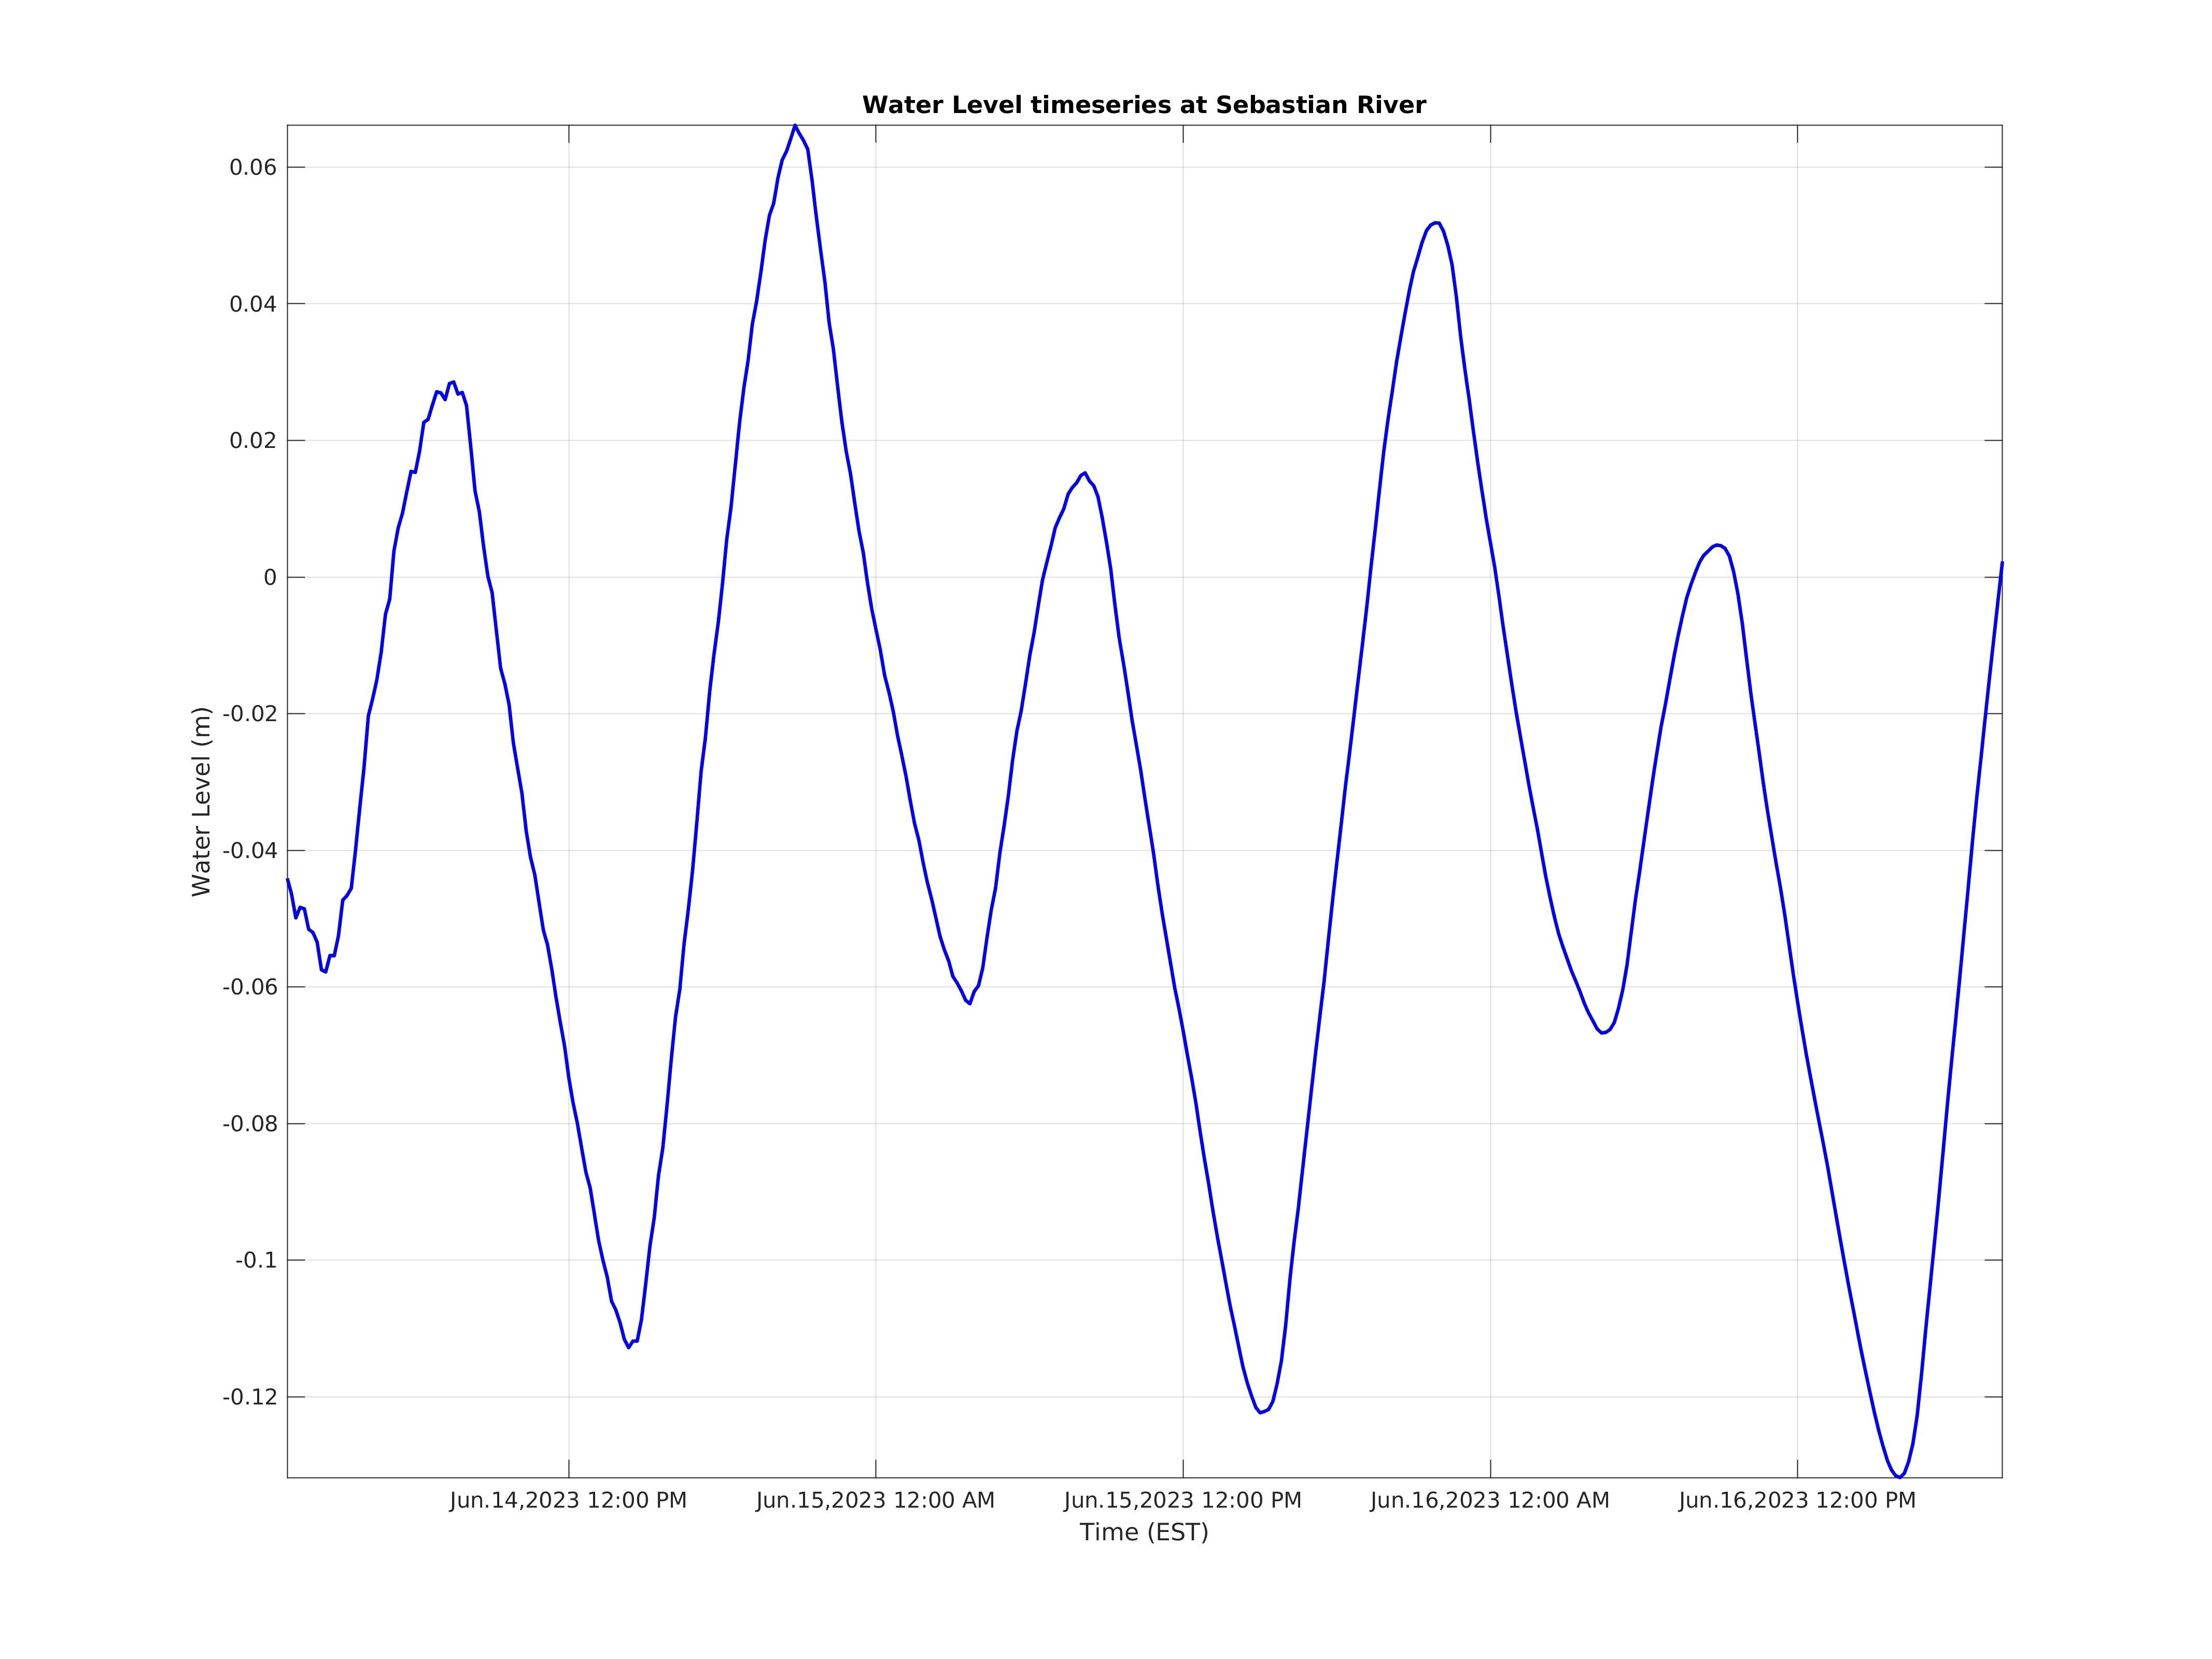 Water Level timeseries at Sebastian River
0.06
0.04
0.02
0
-0.02
-0.04
-0.06
-0.08
-0.1
-0.12
Water Level (m)
Jun.14,2023 12:00 PM
Jun.15,2023 12:00 AM
Jun.15,2023 12:00 PM
Jun.16,2023 12:00 AM
Jun.16,2023 12:00 PM
Time (EST)